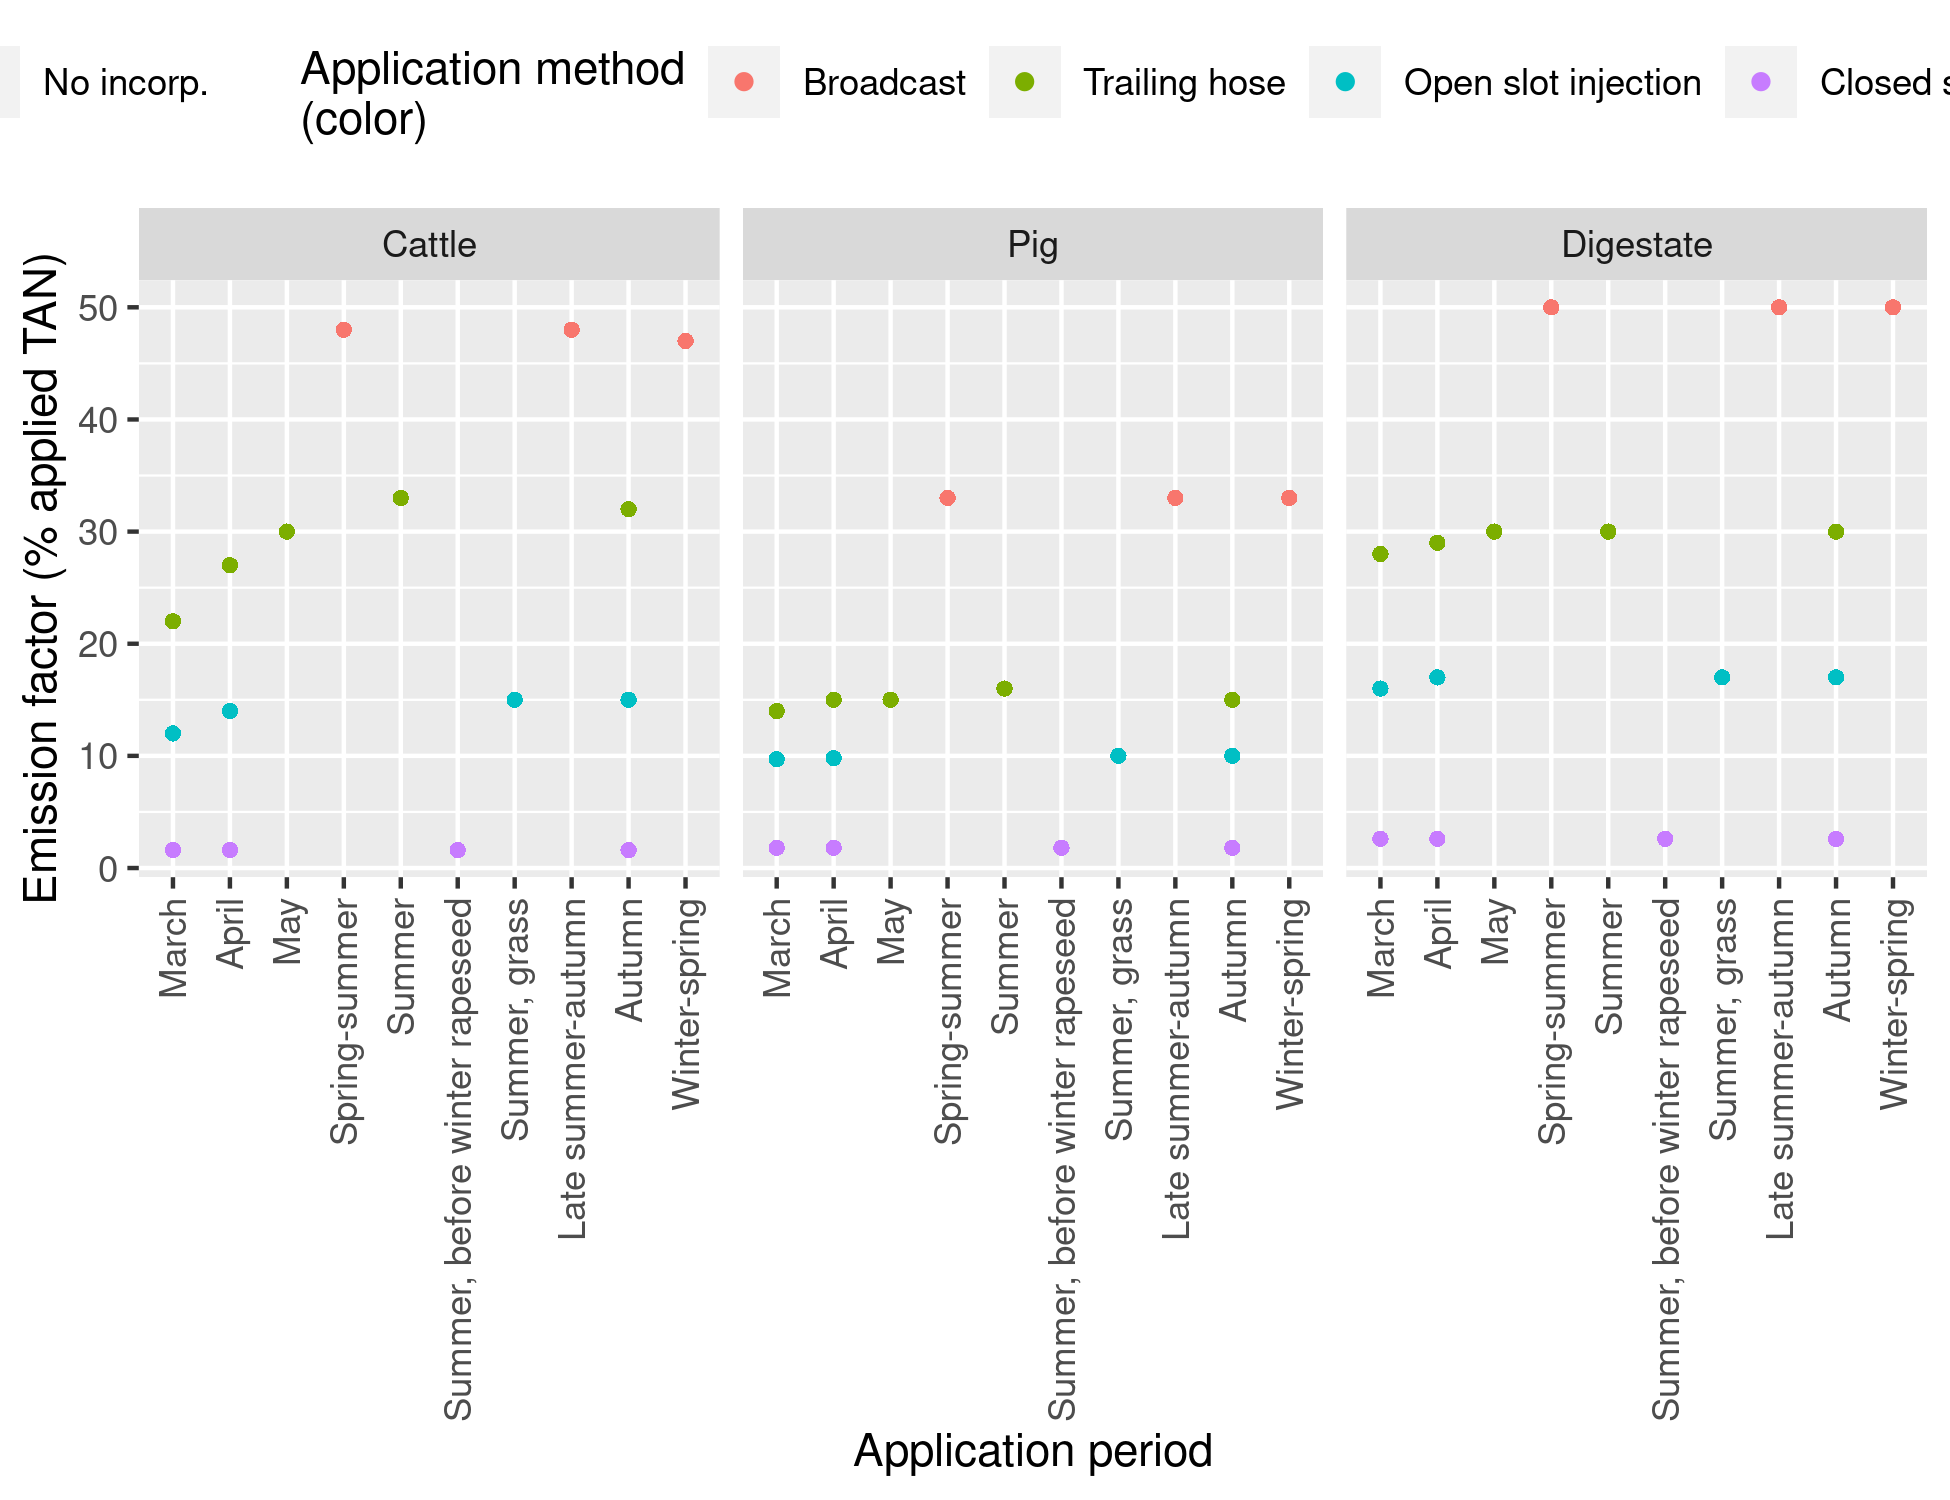 No incorp.
Application method
(color)
Broadcast
Trailing hose
Open slot injection
Closed s
Cattle
Pig
Digestate
Emission factor (% applied TAN)
50
40
30
20
10
0
March
April
May
Spring-summer
Summer
Summer, before winter rapeseed
Summer, grass
Late summer-autumn
Autumn
Winter-spring
March
April
May
Spring-summer
Summer
Summer, before winter rapeseed
Summer, grass
Late summer-autumn
Autumn
Winter-spring
March
April
May
Spring-summer
Summer
Summer, before winter rapeseed
Summer, grass
Late summer-autumn
Autumn
Winter-spring
Application period